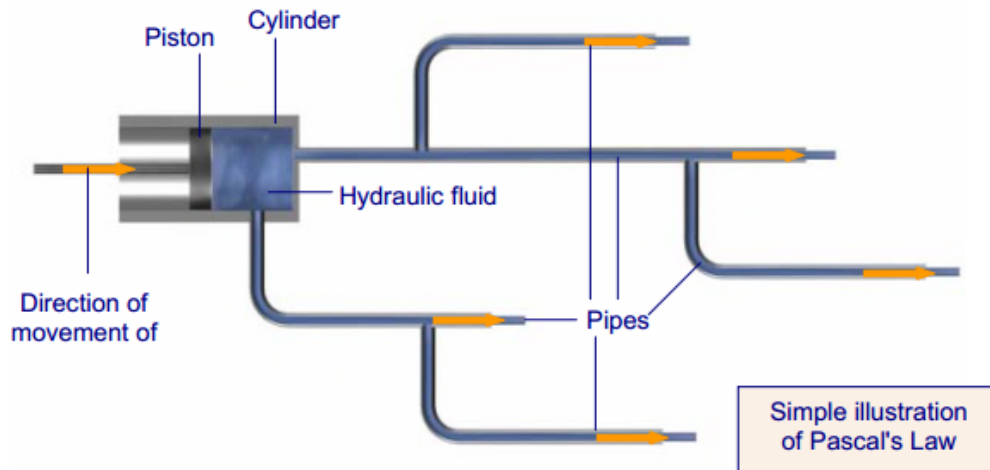 Cylinder
Piston
Hydraulic fluid
Direction of
movement of
Pipes
Simple illustration
of Pascal's Law